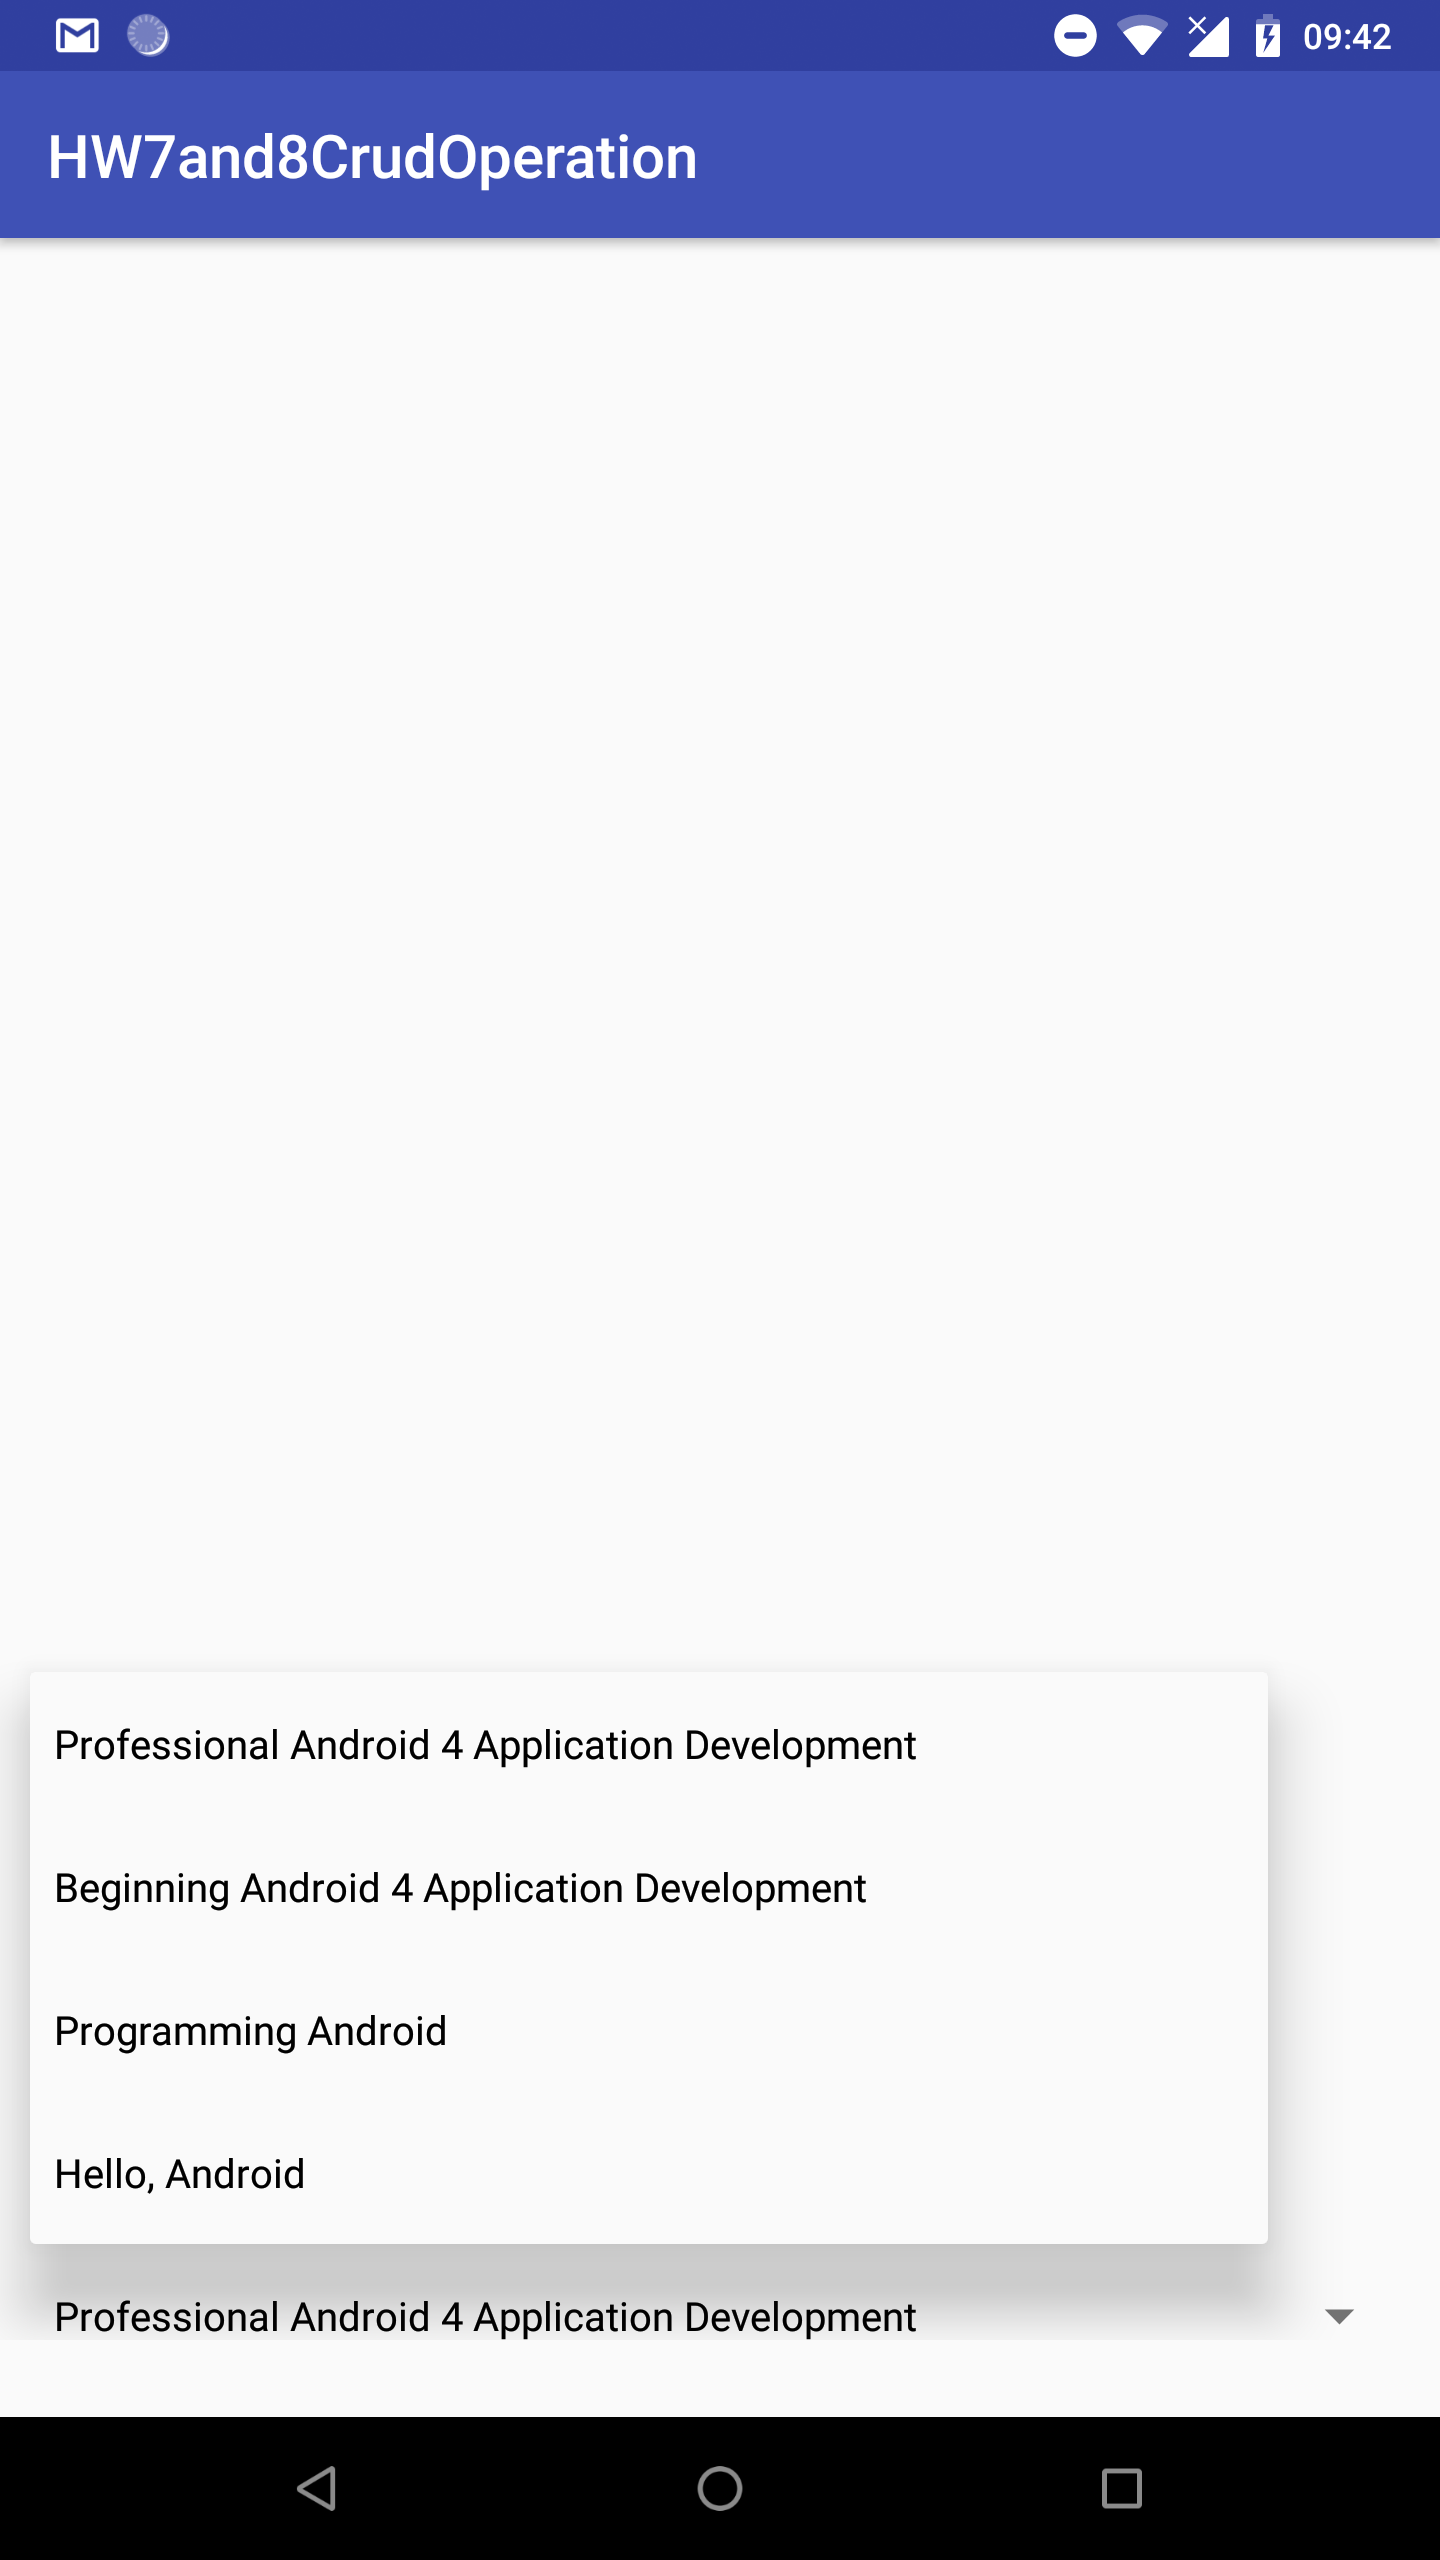 09:42
HW7and8CrudOperation
Professional Android 4 Application Development
Beginning Android 4 Application Development
Programming Android
Hello, Android
Professional Android 4 Application Development